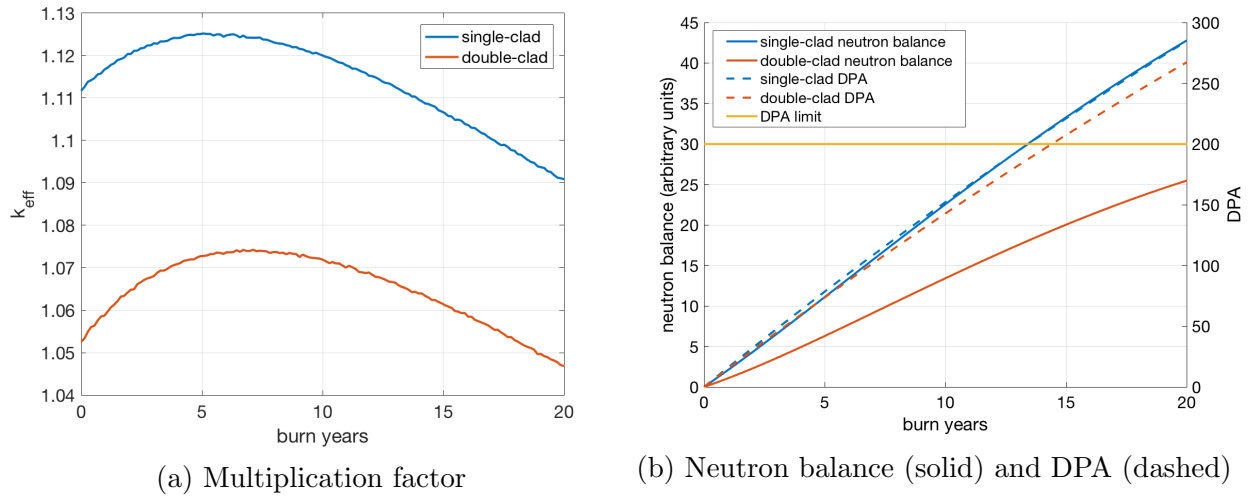 1.13
1.12
1.11
1.1
1.09
1.08
1.07
1.06
1.05
1.04
k_eff
0
5
10
15
20
burn years
single-clad
double-clad
(a) Multiplication factor
45
40
35
30
25
20
15
10
5
0
neutron balance (arbitrary units)
single-clad neutron balance
double-clad neutron balance
single-clad DPA
double-clad DPA
DPA limit
300
250
200
150
100
50
0
DPA
0
5
10
15
20
burn years
(b) Neutron balance (solid) and DPA (dashed)